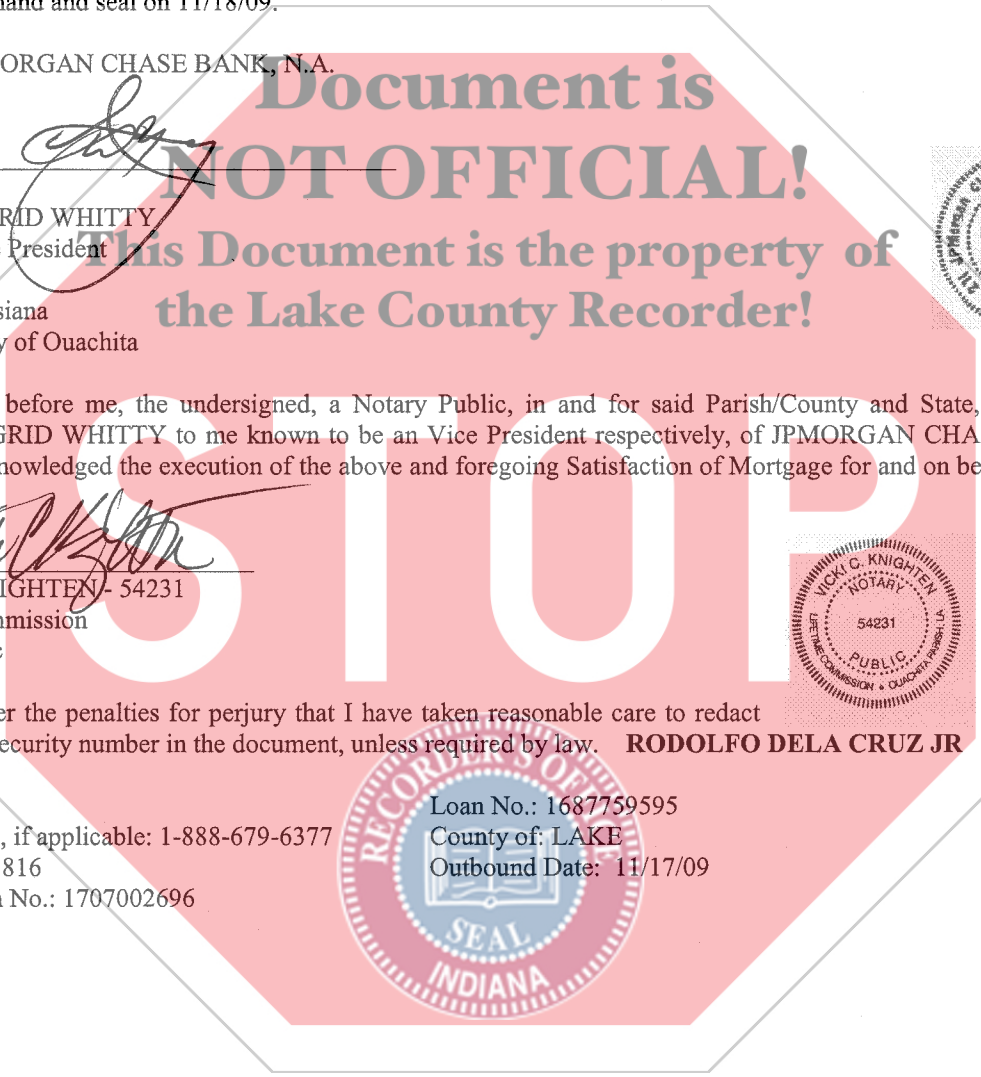 hand and seal on 11/18/09.
ORGAN CHASE BANK, N.A.
Document is
NOT OFFICIAL!
GRID WHITTY
President
This Document is the property of
the Lake County Recorder!
siana
y of Ouachita
before me, the undersigned, a Notary Public, in and for said Parish/County and State,
GRID WHITTY to me known to be an Vice President respectively, of JPMORGAN CHA
nowledged the execution of the above and foregoing Satisfaction of Mortgage for and on be
STOP
IGHTEN - 54231
mmission
VICKI C. KNIGHTEN
NOTARY
54231
PUBLIC
LIFETIME COMMISSION * OUACHITA PARISH, LA
er the penalties for perjury that I have taken reasonable care to redact
ecurity number in the document, unless required by law. RODOLFO DELA CRUZ JR
Loan No.: 1687759595
, if applicable: 1-888-679-6377
County of: LAKE
816
Outbound Date: 11/17/09
No.: 1707002696
RECORDER'S OFFICE
SEAL
INDIANA